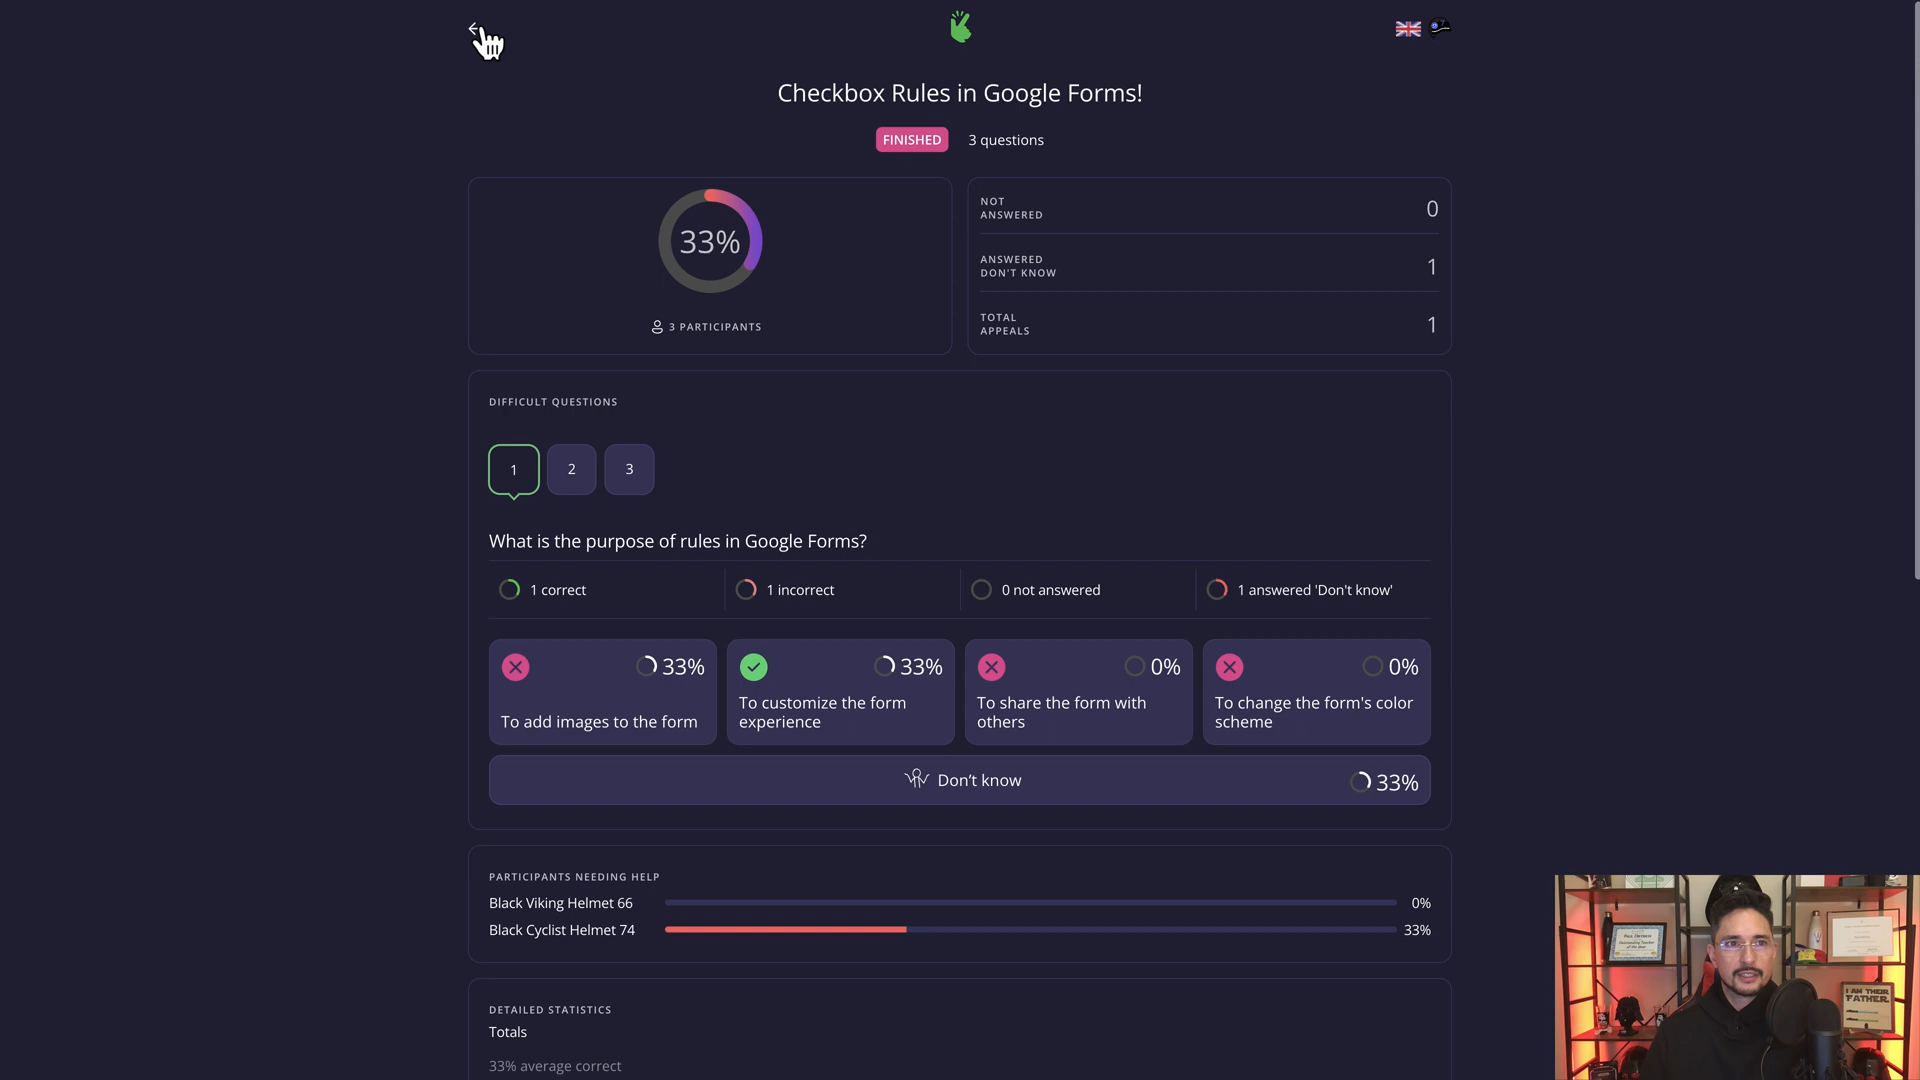 Checkbox Rules in Google Forms!
FINISHED
3 questions
33%
3 PARTICIPANTS
NOT
ANSWERED
0
ANSWERED
DON'T KNOW
1
TOTAL
APPEALS
1
DIFFICULT QUESTIONS
1
2
3
What is the purpose of rules in Google Forms?
1 correct
1 incorrect
0 not answered
1 answered 'Don't know'
33%
To add images to the form
33%
To customize the form
experience
0%
To share the form with
others
0%
To change the form's color
scheme
Don't know
33%
PARTICIPANTS NEEDING HELP
Black Viking Helmet 66
0%
Black Cyclist Helmet 74
33%
DETAILED STATISTICS
Totals
33% average correct
I AM THEIR
FATHER.